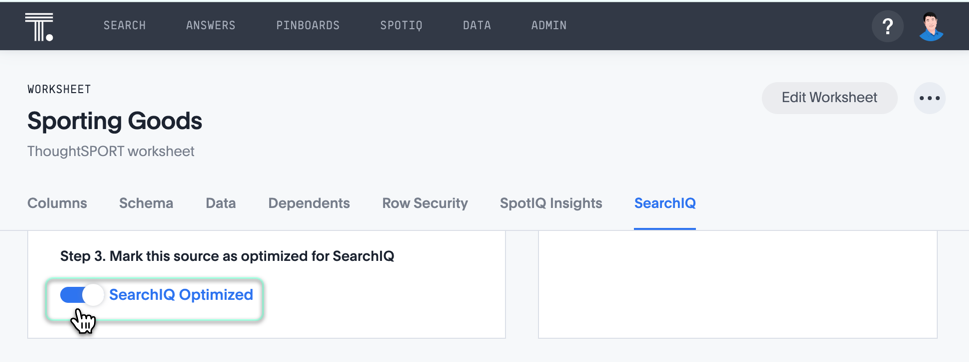 T.
SEARCH ANSWERS PINBOARDS SPOTIQ DATA ADMIN ?
WORKSHEET
Edit Worksheet ...
Sporting Goods
ThoughtSPORT worksheet
Columns Schema Data Dependents Row Security SpotIQ Insights SearchIQ
Step 3. Mark this source as optimized for SearchIQ
SearchIQ Optimized